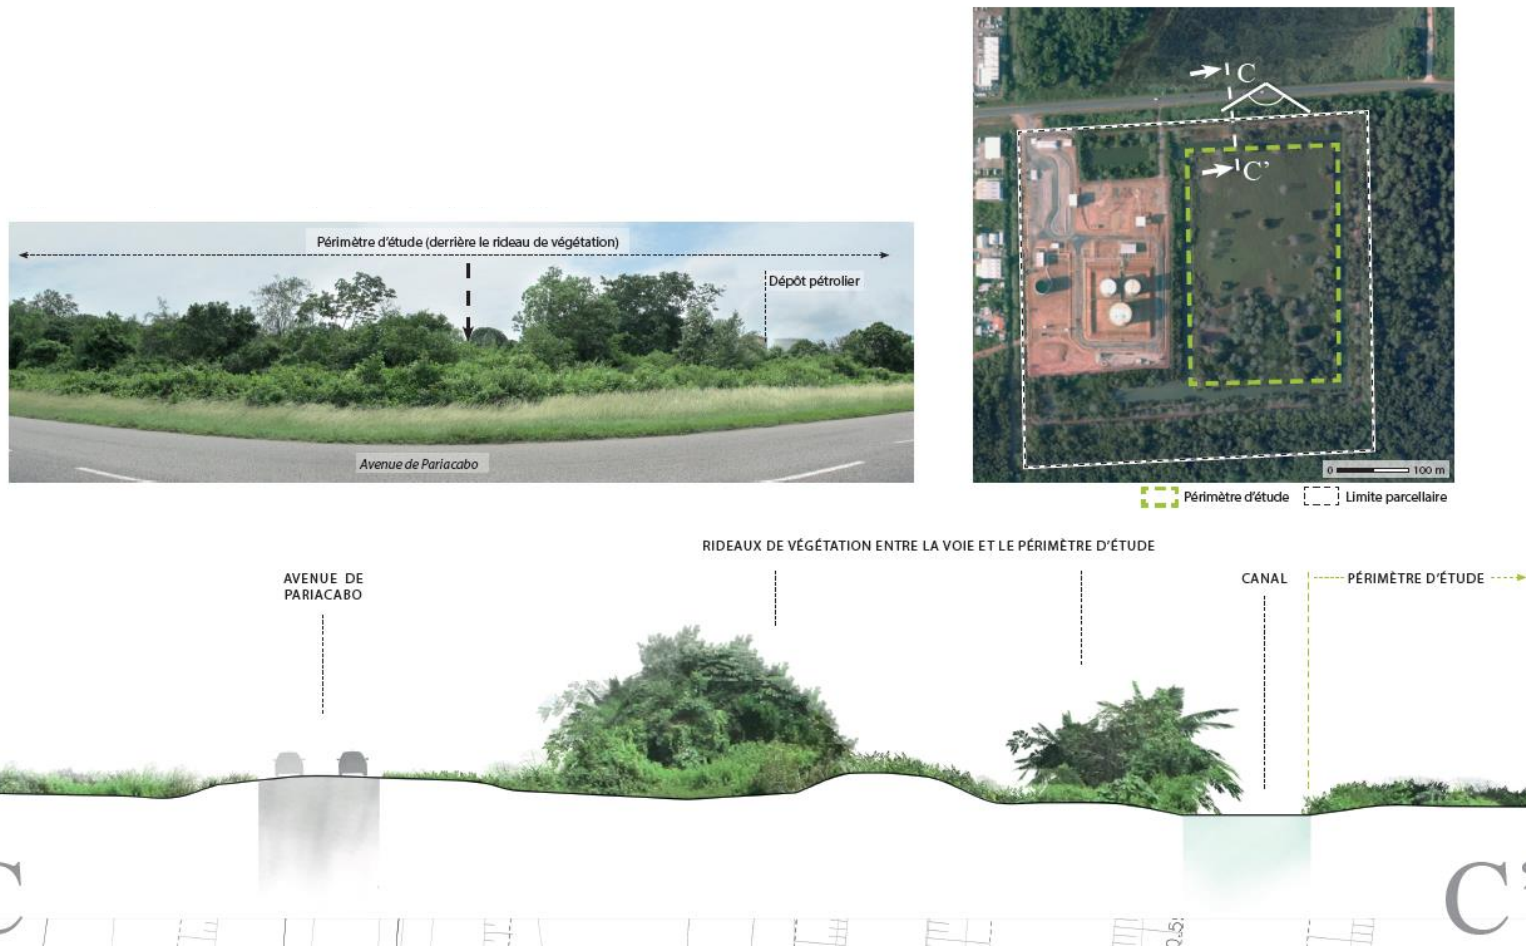 C
C'
Périmètre d'étude (derrière le rideau de végétation)
Dépôt pétrolier
Avenue de Pariacabo
0 100 m
Périmètre d'étude Limite parcellaire
RIDEAUX DE VÉGÉTATION ENTRE LA VOIE ET LE PÉRIMÈTRE D'ÉTUDE
AVENUE DE
PARIACABO
CANAL
PÉRIMÈTRE D'ÉTUDE
C
C'